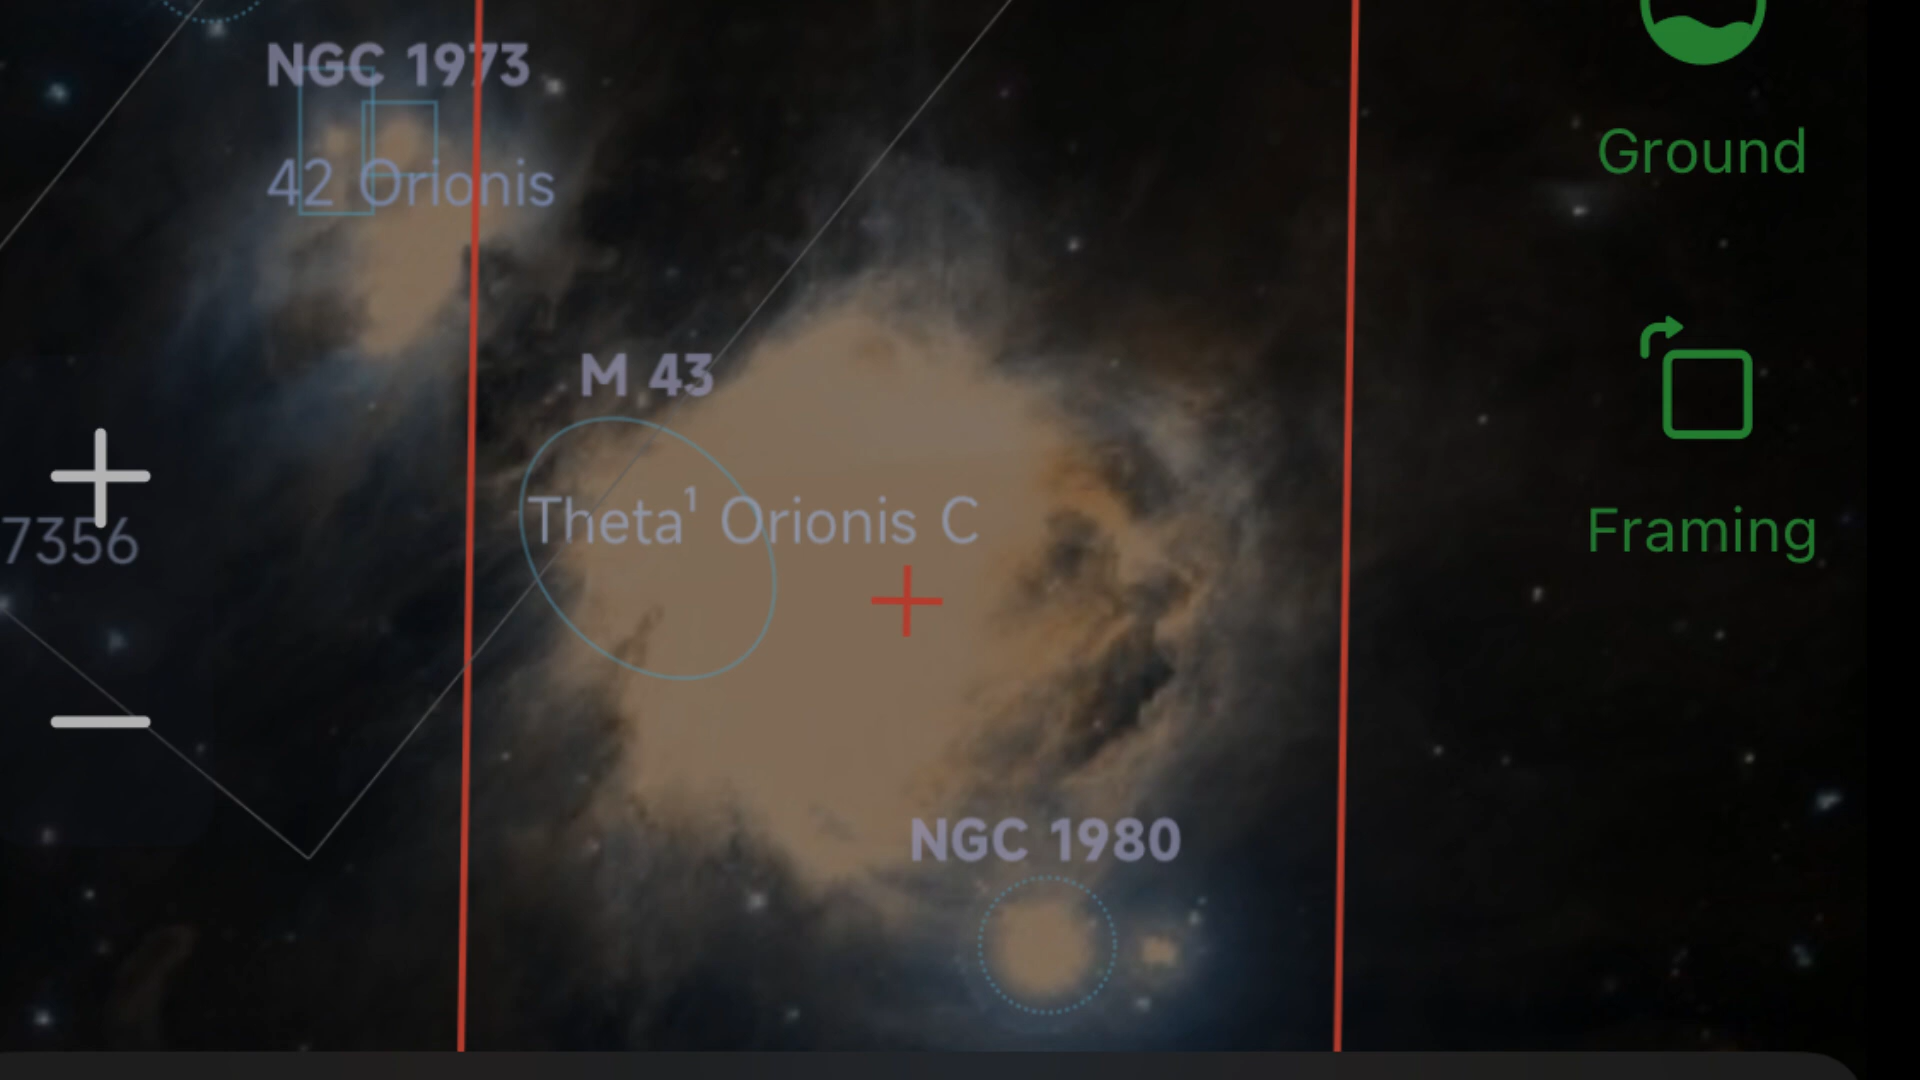 NGC 1973
42 Orionis
Ground
M 43
Theta¹ Orionis C
7356
Framing
NGC 1980